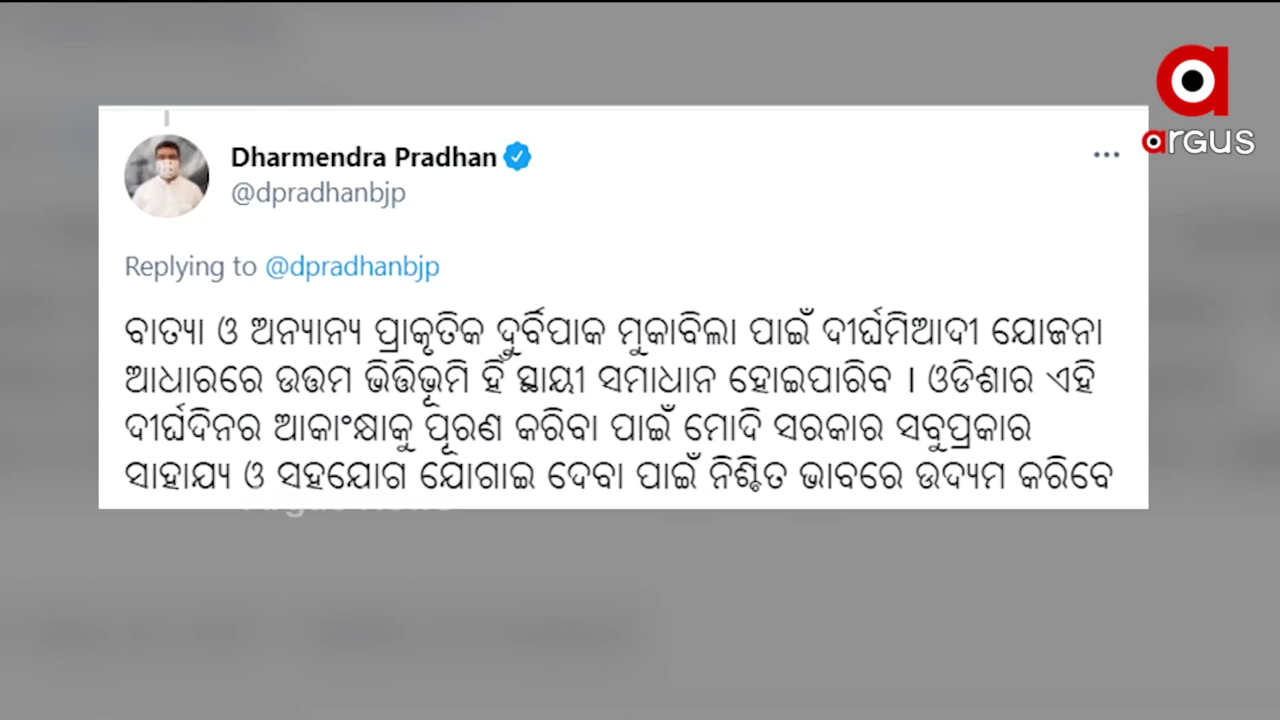 argus
Dharmendra Pradhan
@dpradhanbjp
Replying to @dpradhanbjp
ବାତ୍ୟା ଓ ଅନ୍ୟାନ୍ୟ ପ୍ରାକୃତିକ ଦୁର୍ବିପାକ ମୁକାବିଲା ପାଇଁ ଦୀର୍ଘମିଆଦୀ ଯୋଜନା
ଆଧାରରେ ଉତ୍ତମ ଭିତ୍ତିଭୂମି ହିଁ ସ୍ଥାୟୀ ସମାଧାନ ହୋଇପାରିବ । ଓଡିଶାର ଏହି
ଦୀର୍ଘଦିନର ଆକାଂକ୍ଷାକୁ ପୂରଣ କରିବା ପାଇଁ ମୋଦି ସରକାର ସବୁପ୍ରକାର
ସାହାଯ୍ୟ ଓ ସହଯୋଗ ଯୋଗାଇ ଦେବା ପାଇଁ ନିଶ୍ଚିତ ଭାବରେ ଉଦ୍ୟମ କରିବେ